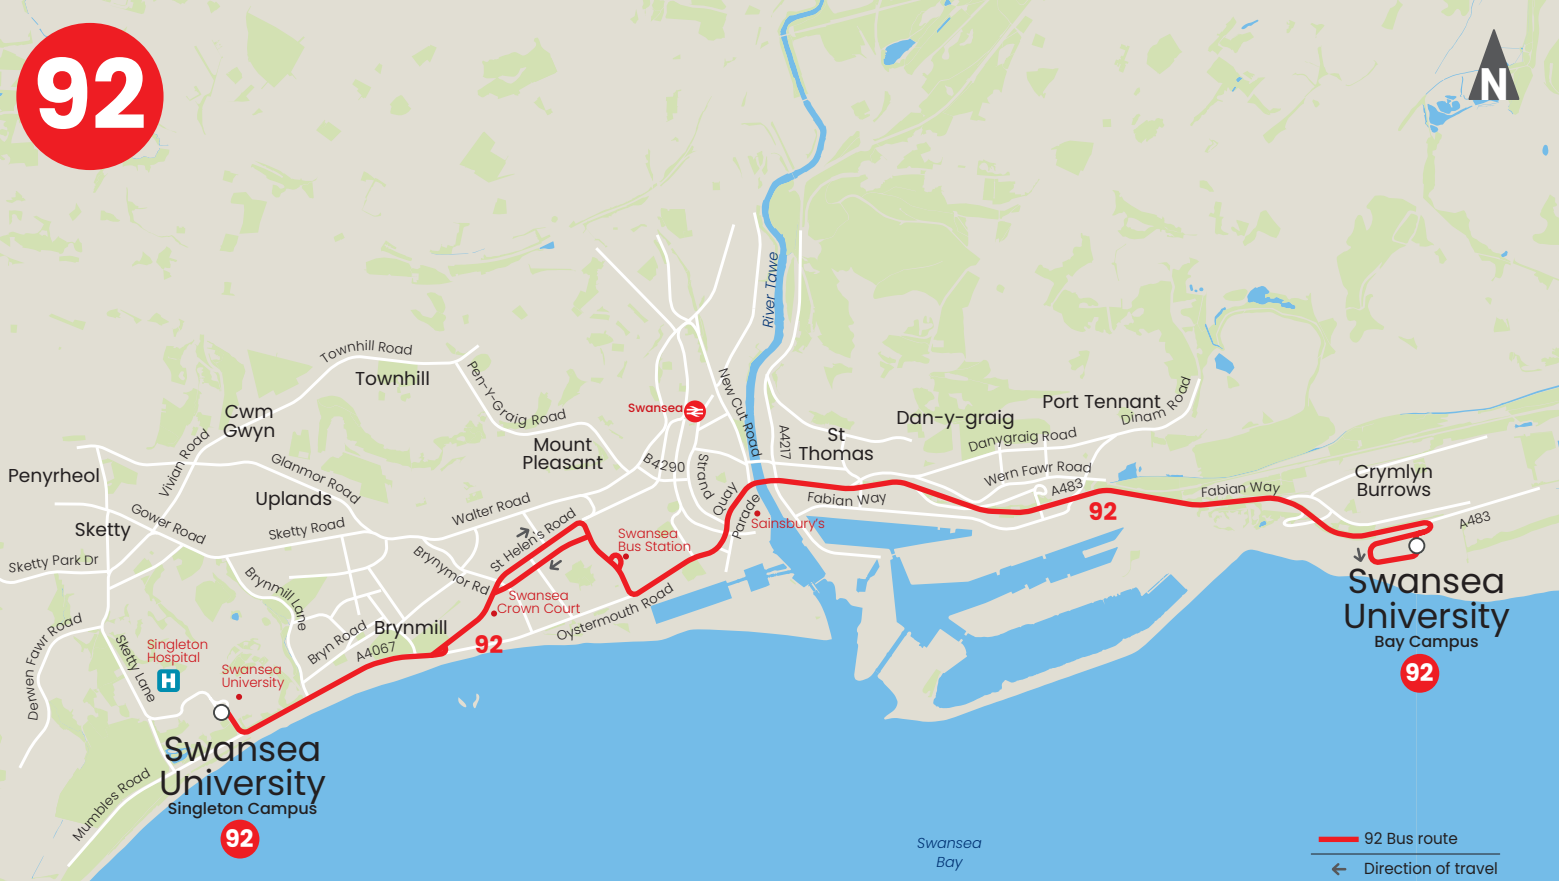 92
N
River Tawe
Townhill Road
Townhill
Pen-Y-Graig Road
New Cut Road
Swansea
Cwm
Gwyn
Mount
Pleasant
B4290
Strand
A4217
St
Thomas
Dan-y-graig
Port Tennant
Dinam Road
Danygraig Road
Wern Fawr Road
A483
Fabian Way
92
Fabian Way
Crymlyn
Burrows
A483
Penyrheol
Vivian Road
Glanmor Road
Uplands
Sketty
Gower Road
Sketty Road
Walter Road
Sketty Park Dr
Brynymor Rd
St Helen's Road
Quay
Parade
Sainsbury's
Swansea
Bus Station
Swansea
Crown Court
Oystermouth Road
Brynmill Lane
Brynmill
Bryn Road
A4067
92
Derwen Fawr Road
Sketty Lane
Singleton
Hospital
H
Swansea
University
Swansea
University
Singleton Campus
92
Mumbles Road
Swansea
University
Bay Campus
92
Swansea
Bay
92 Bus route
Direction of travel